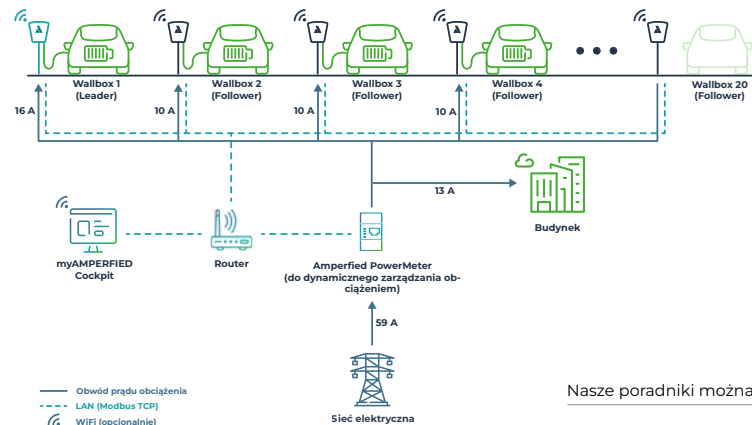 Wallbox 1
(Leader)
Wallbox 2
(Follower)
Wallbox 3
(Follower)
Wallbox 4
(Follower)
Wallbox 20
(Follower)
16 A
10 A
10 A
10 A
13 A
Budynek
myAMPERFIED
Cockpit
Router
Amperfied PowerMeter
(do dynamicznego zarządzania ob-
ciążeniem)
59 A
Sieć elektryczna
Obwód prądu obciążenia
LAN (Modbus TCP)
WiFi (opcjonalnie)
Nasze poradniki można